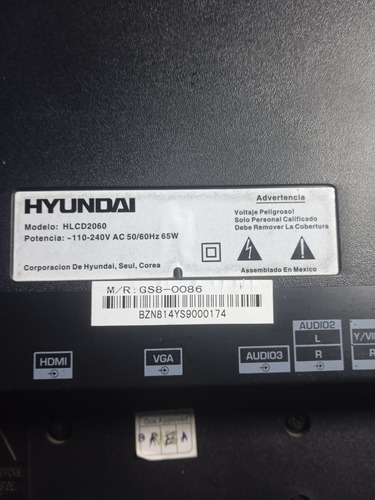 HYUNDAI
Modelo: HLCD2060
Potencia: ~110-240V AC 50/60Hz 65W
Corporacion De Hyundai, Seul, Corea
Advertencia
Voltaje Peligroso!
Solo Personal Calificado
Debe Remover La Cobertura
Assemblado En Mexico
M/R:GS8-0086
BZN814YS9000174
HDMI
VGA
AUDIO3
AUDIO2
L
R